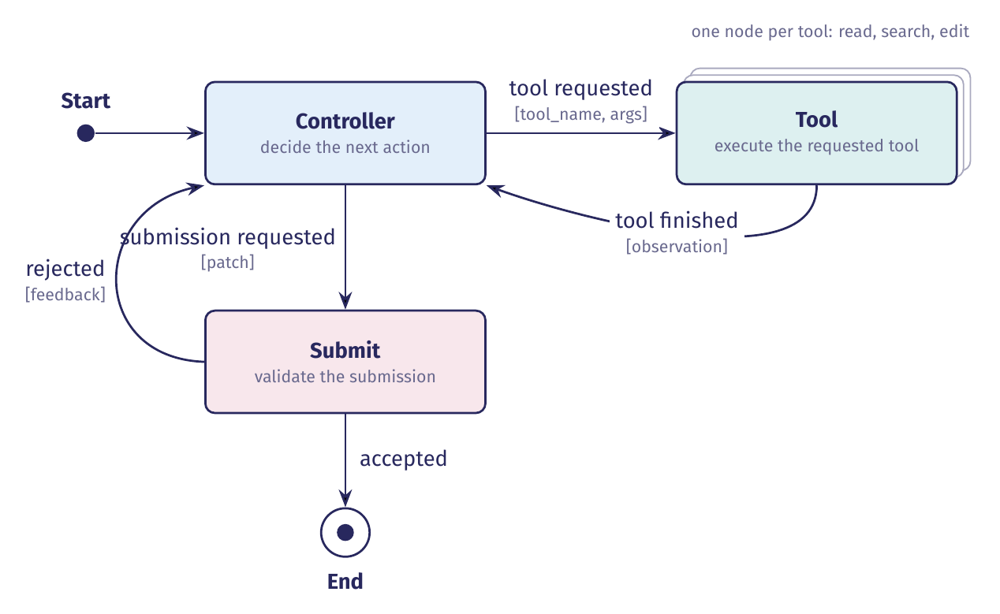 one node per tool: read, search, edit
Start
Controller
decide the next action
tool requested
[tool_name, args]
Tool
execute the requested tool
tool finished
[observation]
submission requested
[patch]
rejected
[feedback]
Submit
validate the submission
accepted
End